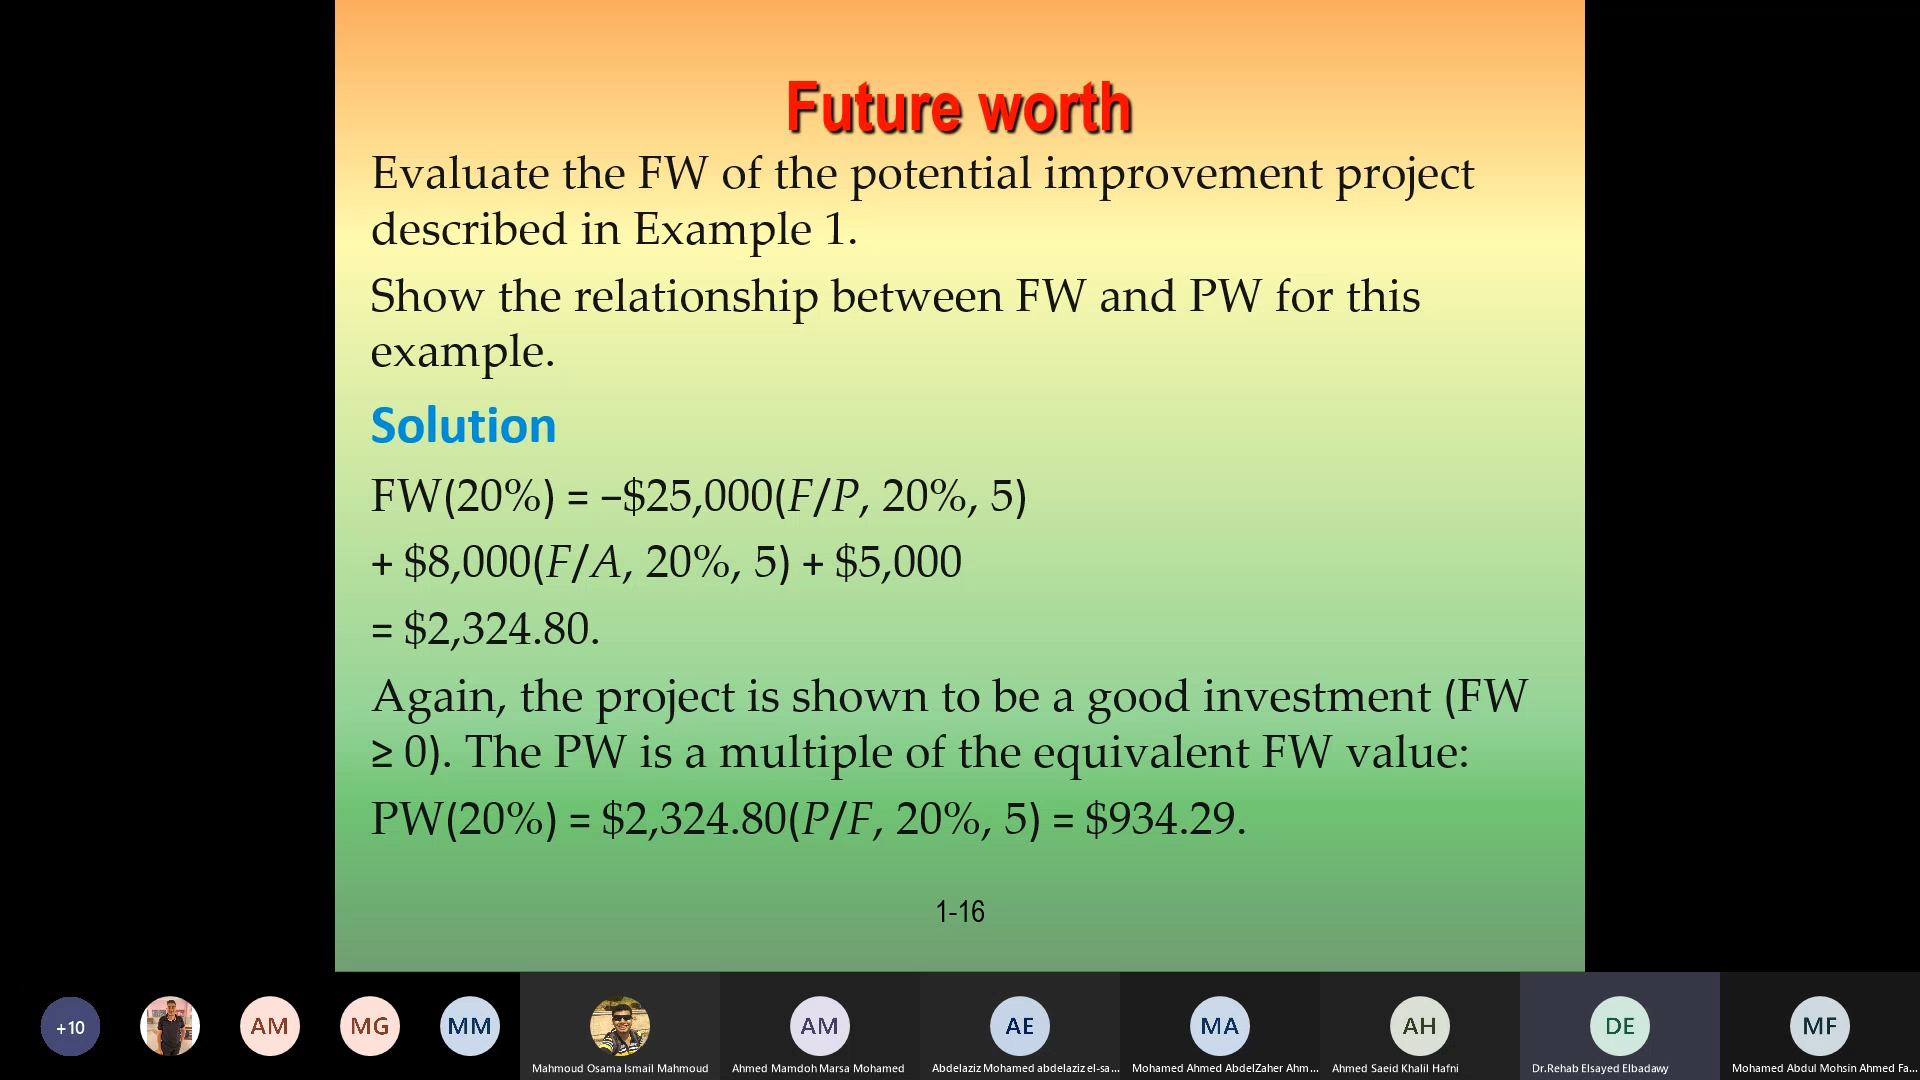 Future worth
Evaluate the FW of the potential improvement project
described in Example 1.
Show the relationship between FW and PW for this
example.
Solution
FW(20%) = –$25,000(F/P, 20%, 5)
+ $8,000(F/A, 20%, 5) + $5,000
= $2,324.80.
Again, the project is shown to be a good investment (FW
≥ 0). The PW is a multiple of the equivalent FW value:
PW(20%) = $2,324.80(P/F, 20%, 5) = $934.29.
1-16
+10
AM
MG
MM
AM
AE
MA
AH
DE
MF
Mahmoud Osama Ismail Mahmoud
Ahmed Mamdoh Marsa Mohamed
Abdelaziz Mohamed abdelaziz el-sa...
Mohamed Ahmed AbdelZaher Ahm...
Ahmed Saeid Khalil Hafni
Dr.Rehab Elsayed Elbadawy
Mohamed Abdul Mohsin Ahmed Fa...